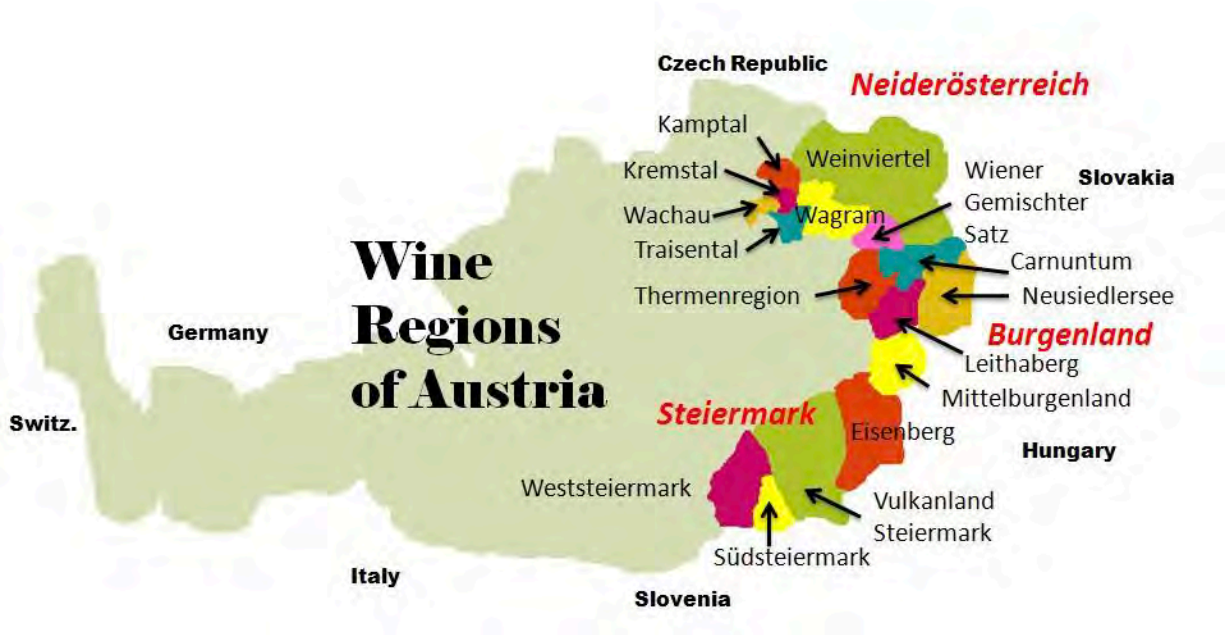 Czech Republic
Neiderösterreich
Kamptal
Weinviertel
Kremstal
Wiener
Gemischter
Satz
Slovakia
Wachau
Wagram
Traisental
Carnuntum
Thermenregion
Neusiedlersee
Wine
Regions
of Austria
Germany
Burgenland
Leithaberg
Mittelburgenland
Switz.
Steiermark
Eisenberg
Hungary
Weststeiermark
Vulkanland
Steiermark
Südsteiermark
Italy
Slovenia